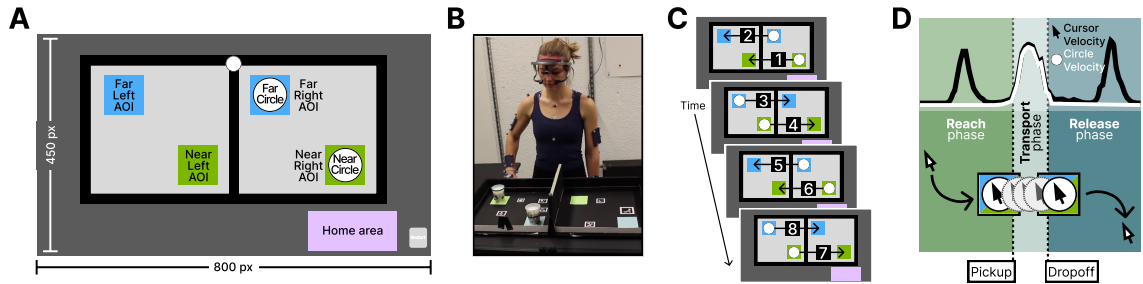 A
450 px
Far
Left
AOI
Far
Circle
Far
Right
AOI
Near
Left
AOI
Near
Right
AOI
Near
Circle
Home area
800 px
B
C
Time
2
1
3
4
5
6
8
7
D
Cursor
Velocity
Circle
Velocity
Reach
phase
Transport
phase
Release
phase
Pickup
Dropoff